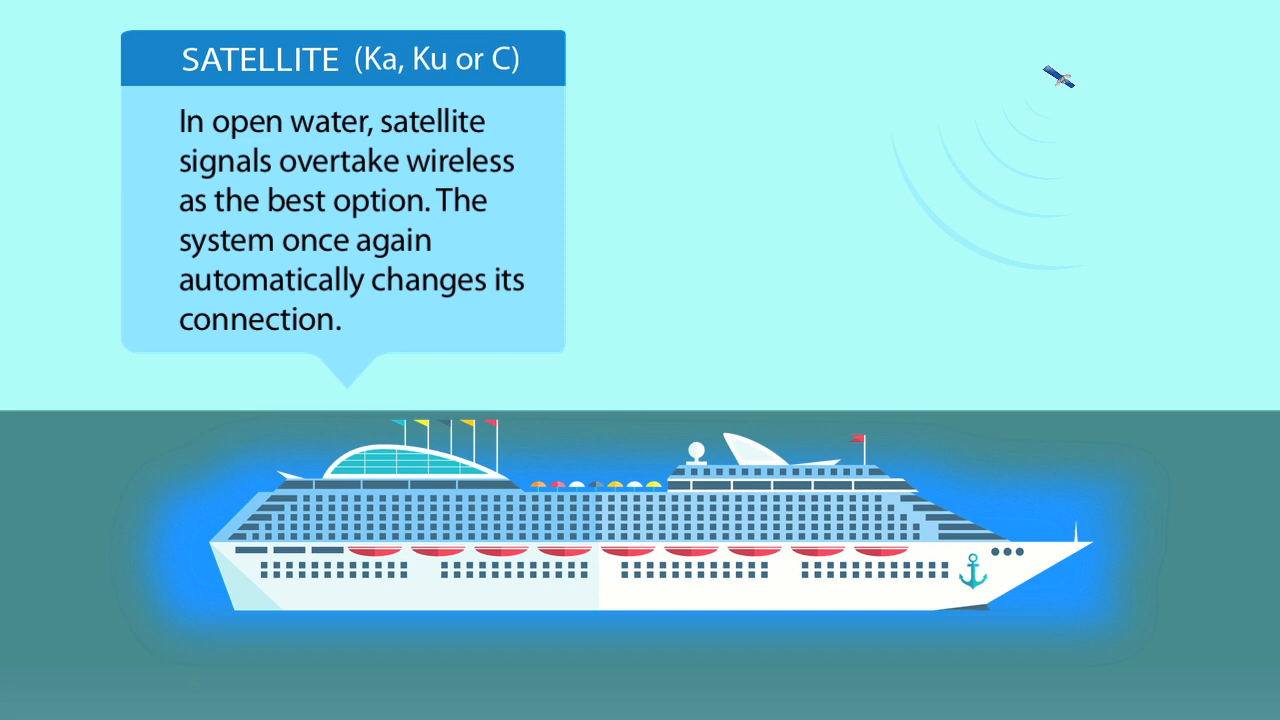 SATELLITE (Ka, Ku or C)
In open water, satellite
signals overtake wireless
as the best option. The
system once again
automatically changes its
connection.